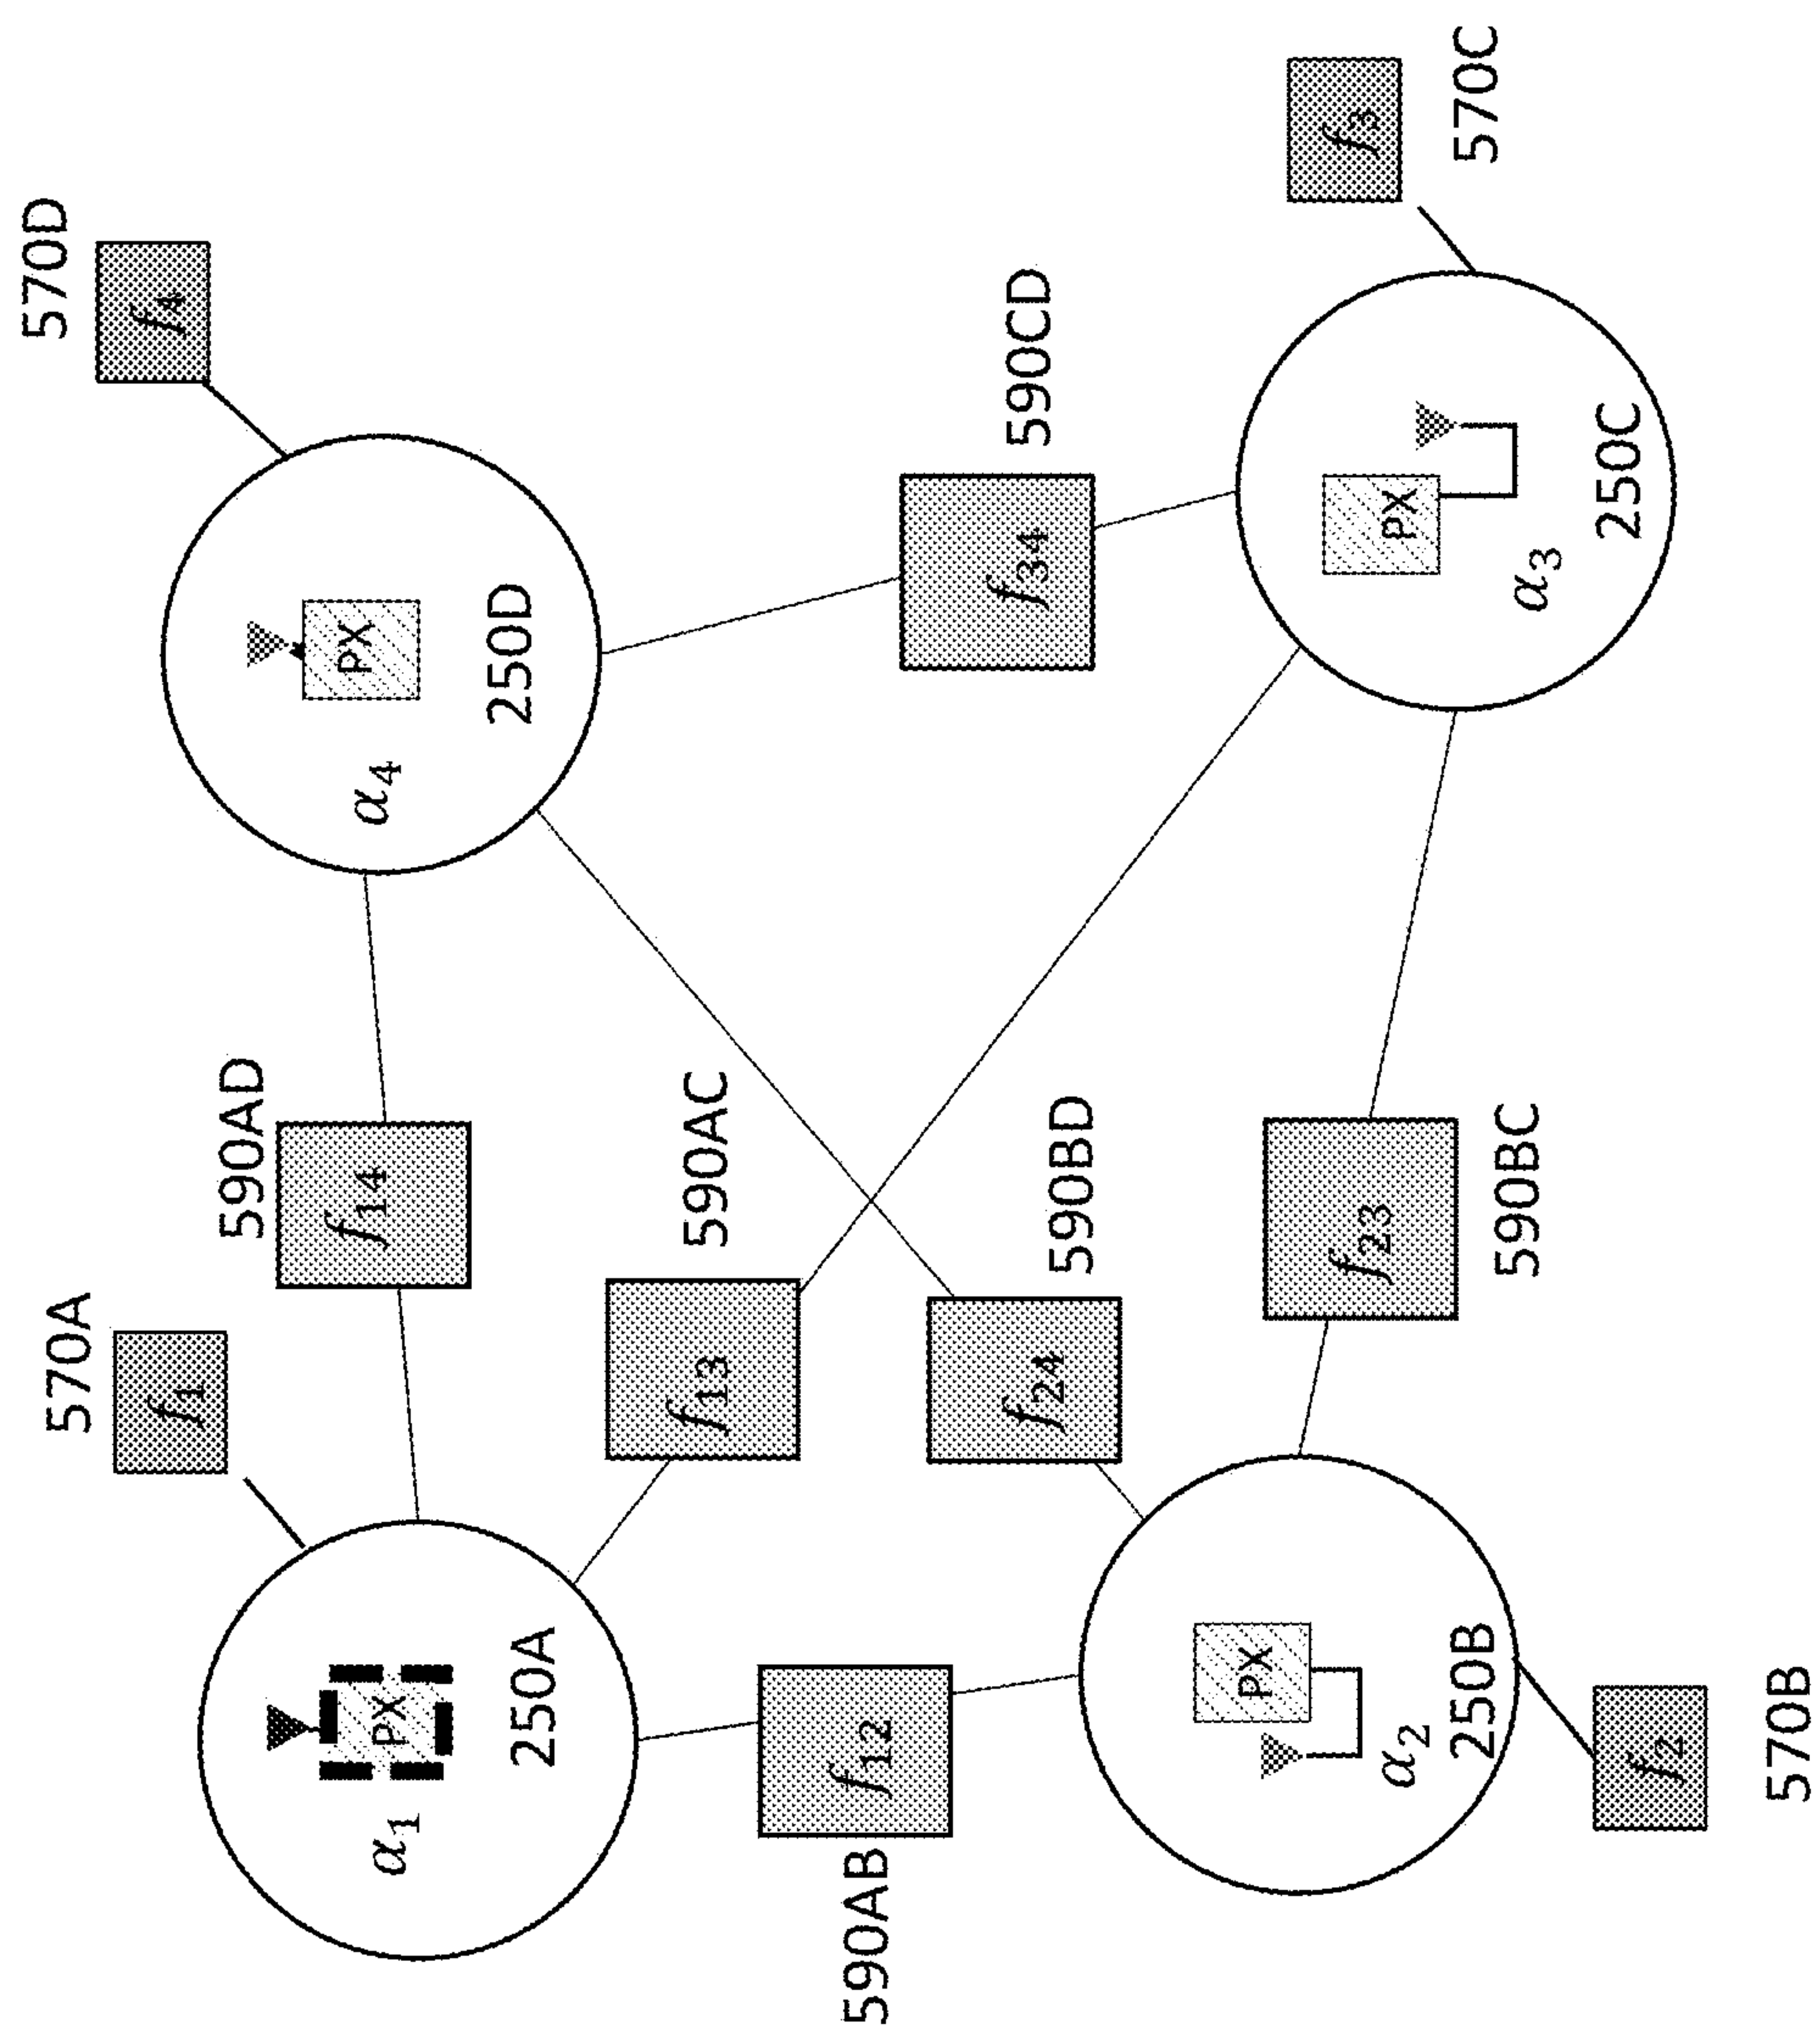 570A
570D
f₁
f₄
590AD
α₁
PX
f₁₄
α₄
PX
250A
250D
f₁₃
590AC
590AB
f₁₂
f₃₄
590CD
f₂₄
590BD
PX
f₂₃
PX
f₃
α₂
250B
570C
590BC
α₃
250C
f₂
570B